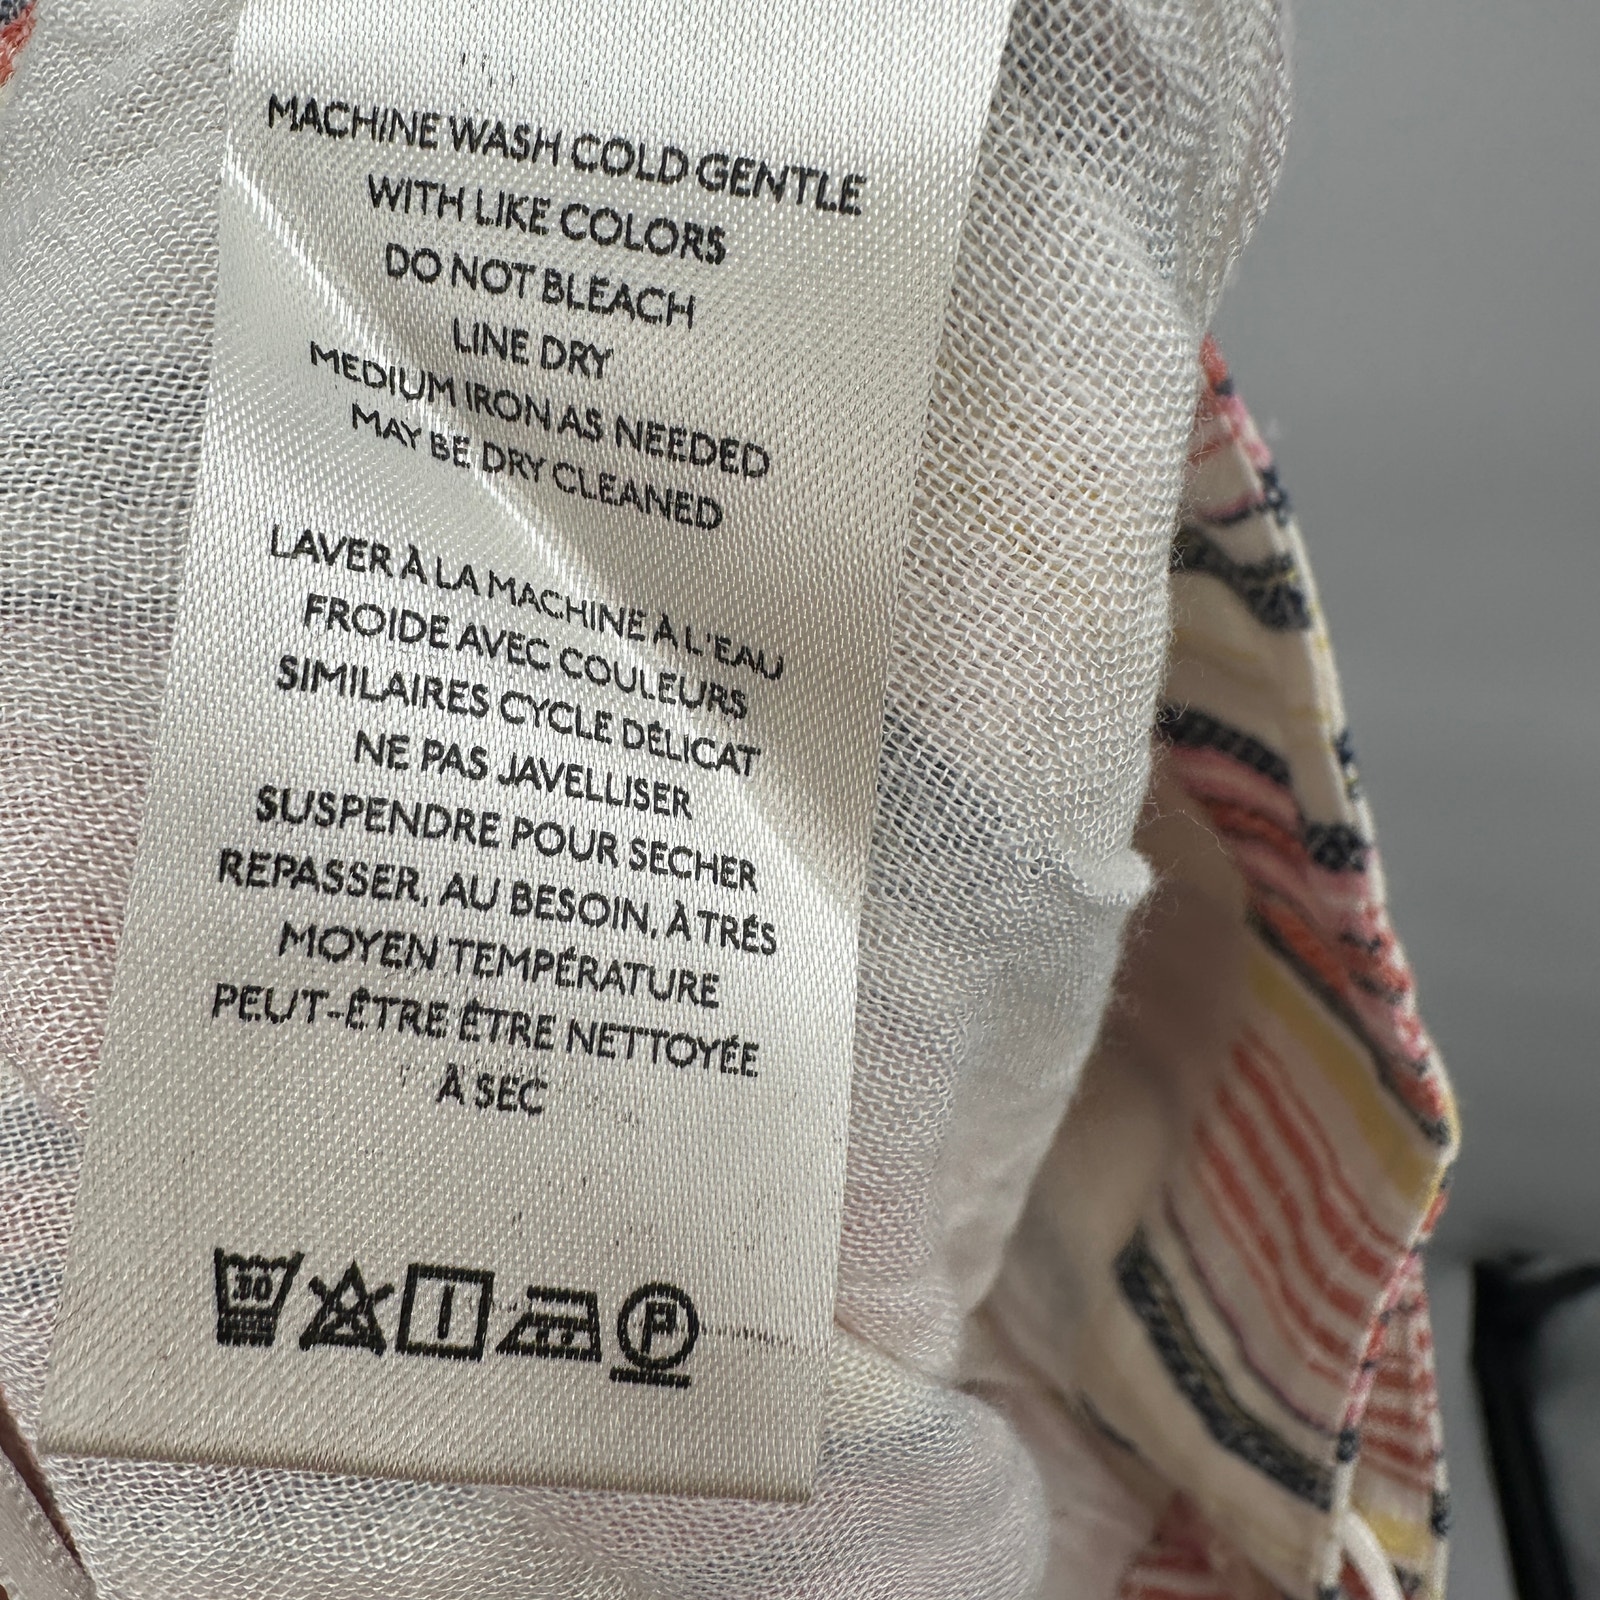 MACHINE WASH COLD GENTLE
WITH LIKE COLORS
DO NOT BLEACH
LINE DRY
MEDIUM IRON AS NEEDED
MAY BE DRY CLEANED
LAVER À LA MACHINE À L'EAU
FROIDE AVEC COULEURS
SIMILAIRES CYCLE DÉLICAT
NE PAS JAVELLISER
SUSPENDRE POUR SECHER
REPASSER, AU BESOIN, À TRÉS
MOYEN TEMPÉRATURE
PEUT-ÊTRE ÊTRE NETTOYÉE
À SEC
30 P